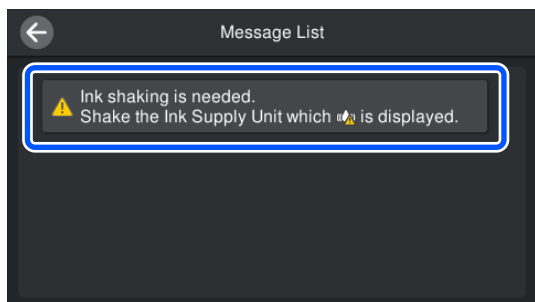 Message List
Ink shaking is needed.
Shake the Ink Supply Unit which is displayed.